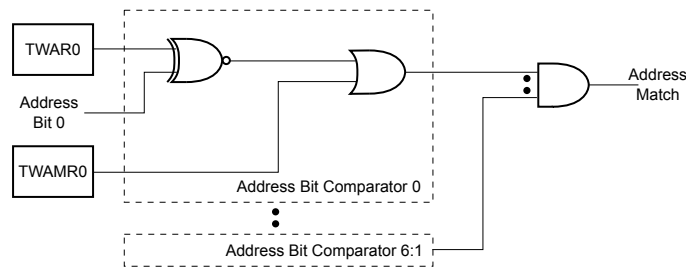 TWAR0
Address
Bit 0
TWAMR0
Address Bit Comparator 0
Address
Match
Address Bit Comparator 6:1